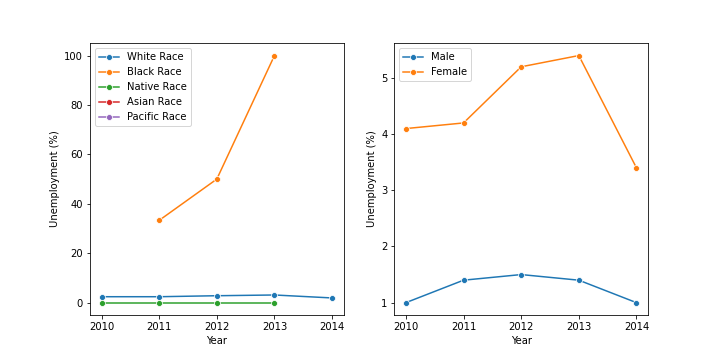 White Race
Black Race
Native Race
Asian Race
Pacific Race
100
80
60
40
20
0
Unemployment (%)
2010 2011 2012 2013 2014
Year
Male
Female
5
4
3
2
1
Unemployment (%)
2010 2011 2012 2013 2014
Year